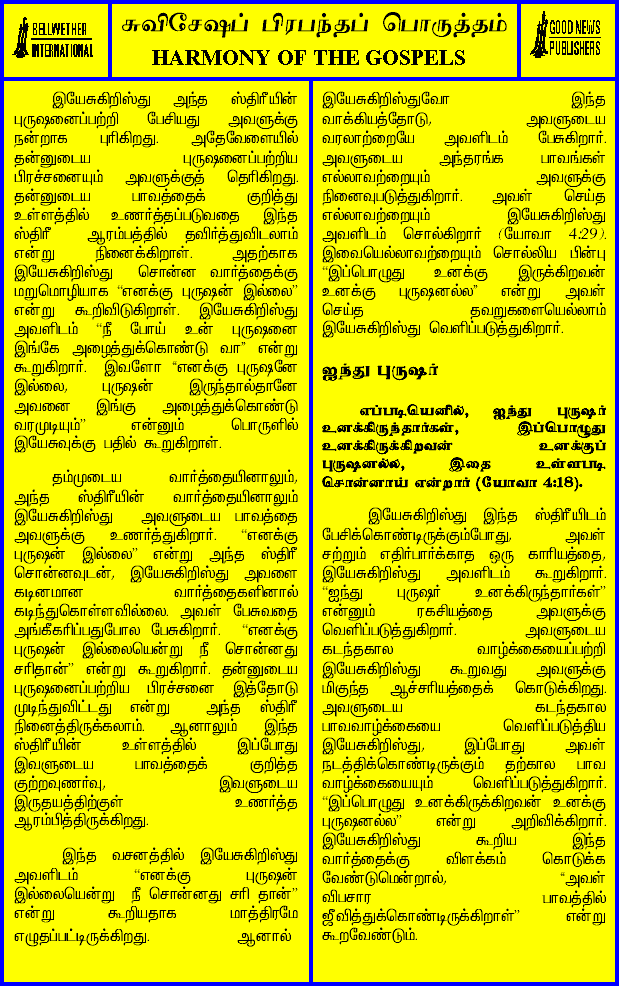 BELLWETHER
INTERNATIONAL
சுவிசேஷப் பிரபந்தப் பொருத்தம்
HARMONY OF THE GOSPELS
GOOD NEWS
PUBLISHERS
இயேசுகிறிஸ்து அந்த ஸ்திரீயின்
புருஷனைப்பற்றி பேசியது அவளுக்கு
நன்றாக புரிகிறது. அதேவேளையில்
தன்னுடைய புருஷனைப்பற்றிய
பிரச்சனையும் அவளுக்குத் தெரிகிறது.
தன்னுடைய பாவத்தைக் குறித்து
உள்ளத்தில் உணர்த்தப்படுவதை இந்த
ஸ்திரீ ஆரம்பத்தில் தவிர்த்துவிடலாம்
என்று நினைக்கிறாள். அதற்காக
இயேசுகிறிஸ்து சொன்ன வார்த்தைக்கு
மறுமொழியாக “எனக்கு புருஷன் இல்லை”
என்று கூறிவிடுகிறாள். இயேசுகிறிஸ்து
அவளிடம் “நீ போய் உன் புருஷனை
இங்கே அழைத்துக்கொண்டு வா” என்று
கூறுகிறார். இவளோ “எனக்கு புருஷனே
இல்லை, புருஷன் இருந்தால்தானே
அவனை இங்கு அழைத்துக்கொண்டு
வரமுடியும்” என்னும் பொருளில்
இயேசுவுக்கு பதில் கூறுகிறாள்.
தம்முடைய வார்த்தையினாலும்,
அந்த ஸ்திரீயின் வார்த்தையினாலும்
இயேசுகிறிஸ்து அவளுடைய பாவத்தை
அவளுக்கு உணர்த்துகிறார். “எனக்கு
புருஷன் இல்லை” என்று அந்த ஸ்திரீ
சொன்னவுடன், இயேசுகிறிஸ்து அவளை
கடினமான வார்த்தைகளினால்
கடிந்துகொள்ளவில்லை. அவள் பேசுவதை
அங்கீகரிப்பதுபோல பேசுகிறார். “எனக்கு
புருஷன் இல்லையென்று நீ சொன்னது
சரிதான்” என்று கூறுகிறார். தன்னுடைய
புருஷனைப்பற்றிய பிரச்சனை இத்தோடு
முடிந்துவிட்டது என்று அந்த ஸ்திரீ
நினைத்திருக்கலாம். ஆனாலும் இந்த
ஸ்திரீயின் உள்ளத்தில் இப்போது
இவளுடைய பாவத்தைக் குறித்த
குற்றவுணர்வு, இவளுடைய
இருதயத்திற்குள் உணர்த்த
ஆரம்பித்திருக்கிறது.
இந்த வசனத்தில் இயேசுகிறிஸ்து
அவளிடம் “எனக்கு புருஷன்
இல்லையென்று நீ சொன்னது சரி தான்”
என்று கூறியதாக மாத்திரமே
எழுதப்பட்டிருக்கிறது. ஆனால்
இயேசுகிறிஸ்துவோ இந்த
வாக்கியத்தோடு, அவளுடைய
வரலாற்றையே அவளிடம் பேசுகிறார்.
அவளுடைய அந்தரங்க பாவங்கள்
எல்லாவற்றையும் அவளுக்கு
நினைவுபடுத்துகிறார். அவள் செய்த
எல்லாவற்றையும் இயேசுகிறிஸ்து
அவளிடம் சொல்கிறார் (யோவா 4:29).
இவையெல்லாவற்றையும் சொல்லிய பின்பு
“இப்பொழுது உனக்கு இருக்கிறவன்
உனக்கு புருஷனல்ல” என்று அவள்
செய்த தவறுகளையெல்லாம்
இயேசுகிறிஸ்து வெளிப்படுத்துகிறார்.
ஐந்து புருஷர்
எப்படியெனில், ஐந்து புருஷர்
உனக்கிருந்தார்கள், இப்பொழுது
உனக்கிருக்கிறவன் உனக்குப்
புருஷனல்ல, இதை உள்ளபடி
சொன்னாய் என்றார் (யோவா 4:18).
இயேசுகிறிஸ்து இந்த ஸ்திரீயிடம்
பேசிக்கொண்டிருக்கும்போது, அவள்
சற்றும் எதிர்பார்க்காத ஒரு காரியத்தை,
இயேசுகிறிஸ்து அவளிடம் கூறுகிறார்.
“ஐந்து புருஷர் உனக்கிருந்தார்கள்”
என்னும் ரகசியத்தை அவளுக்கு
வெளிப்படுத்துகிறார். அவளுடைய
கடந்தகால வாழ்க்கையைப்பற்றி
இயேசுகிறிஸ்து கூறுவது அவளுக்கு
மிகுந்த ஆச்சரியத்தைக் கொடுக்கிறது.
அவளுடைய கடந்தகால
பாவவாழ்க்கையை வெளிப்படுத்திய
இயேசுகிறிஸ்து, இப்போது அவள்
நடத்திக்கொண்டிருக்கும் தற்கால பாவ
வாழ்க்கையையும் வெளிப்படுத்துகிறார்.
“இப்பொழுது உனக்கிருக்கிறவன் உனக்கு
புருஷனல்ல” என்று அறிவிக்கிறார்.
இயேசுகிறிஸ்து கூறிய இந்த
வார்த்தைக்கு விளக்கம் கொடுக்க
வேண்டுமென்றால், “அவள்
விபசார பாவத்தில்
ஜீவித்துக்கொண்டிருக்கிறாள்” என்று
கூறவேண்டும்.